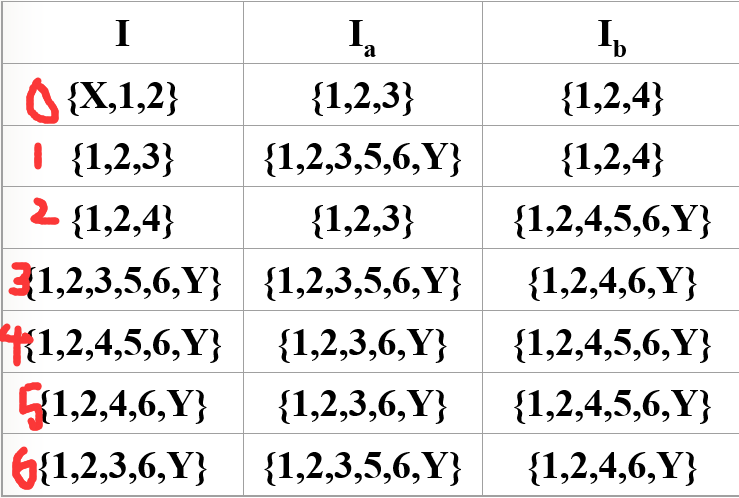 I I_a I_b
0 {X,1,2} {1,2,3} {1,2,4}
1 {1,2,3} {1,2,3,5,6,Y} {1,2,4}
2 {1,2,4} {1,2,3} {1,2,4,5,6,Y}
3 {1,2,3,5,6,Y} {1,2,3,5,6,Y} {1,2,4,6,Y}
4 {1,2,4,5,6,Y} {1,2,3,6,Y} {1,2,4,5,6,Y}
5 {1,2,4,6,Y} {1,2,3,6,Y} {1,2,4,5,6,Y}
6 {1,2,3,6,Y} {1,2,3,5,6,Y} {1,2,4,6,Y}